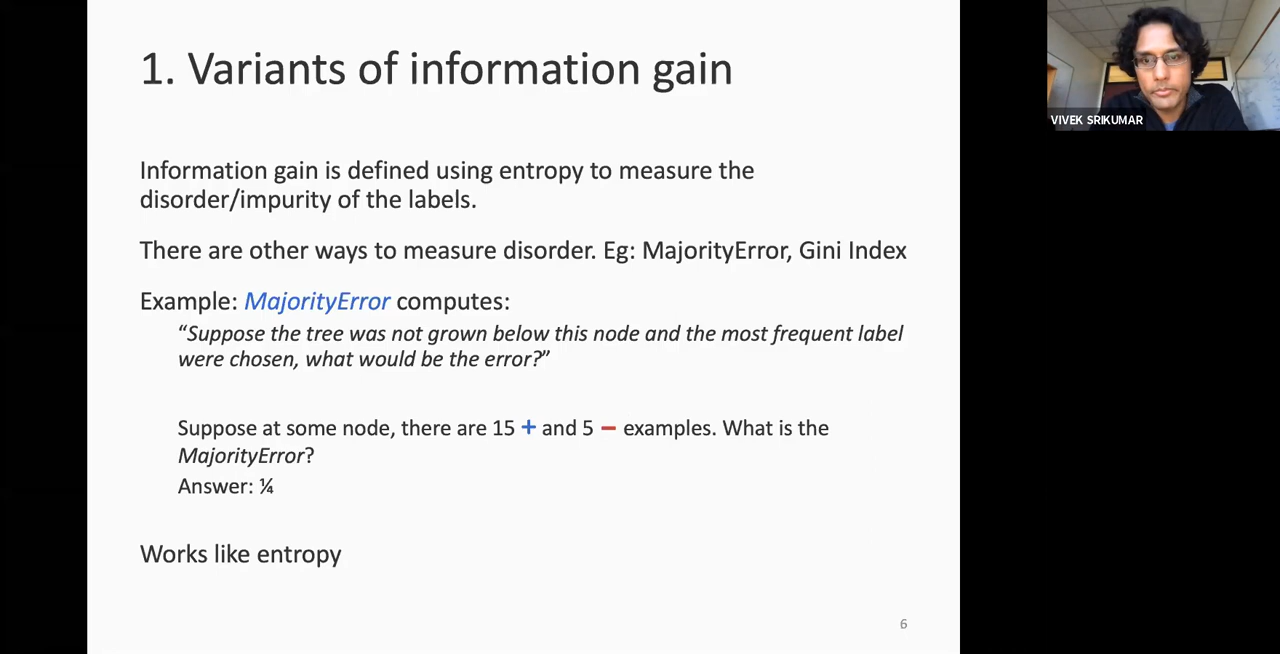 1. Variants of information gain
VIVEK SRIKUMAR
Information gain is defined using entropy to measure the
disorder/impurity of the labels.
There are other ways to measure disorder. Eg: MajorityError, Gini Index
Example: MajorityError computes:
“Suppose the tree was not grown below this node and the most frequent label
were chosen, what would be the error?”
Suppose at some node, there are 15 + and 5 − examples. What is the
MajorityError?
Answer: ¼
Works like entropy
6